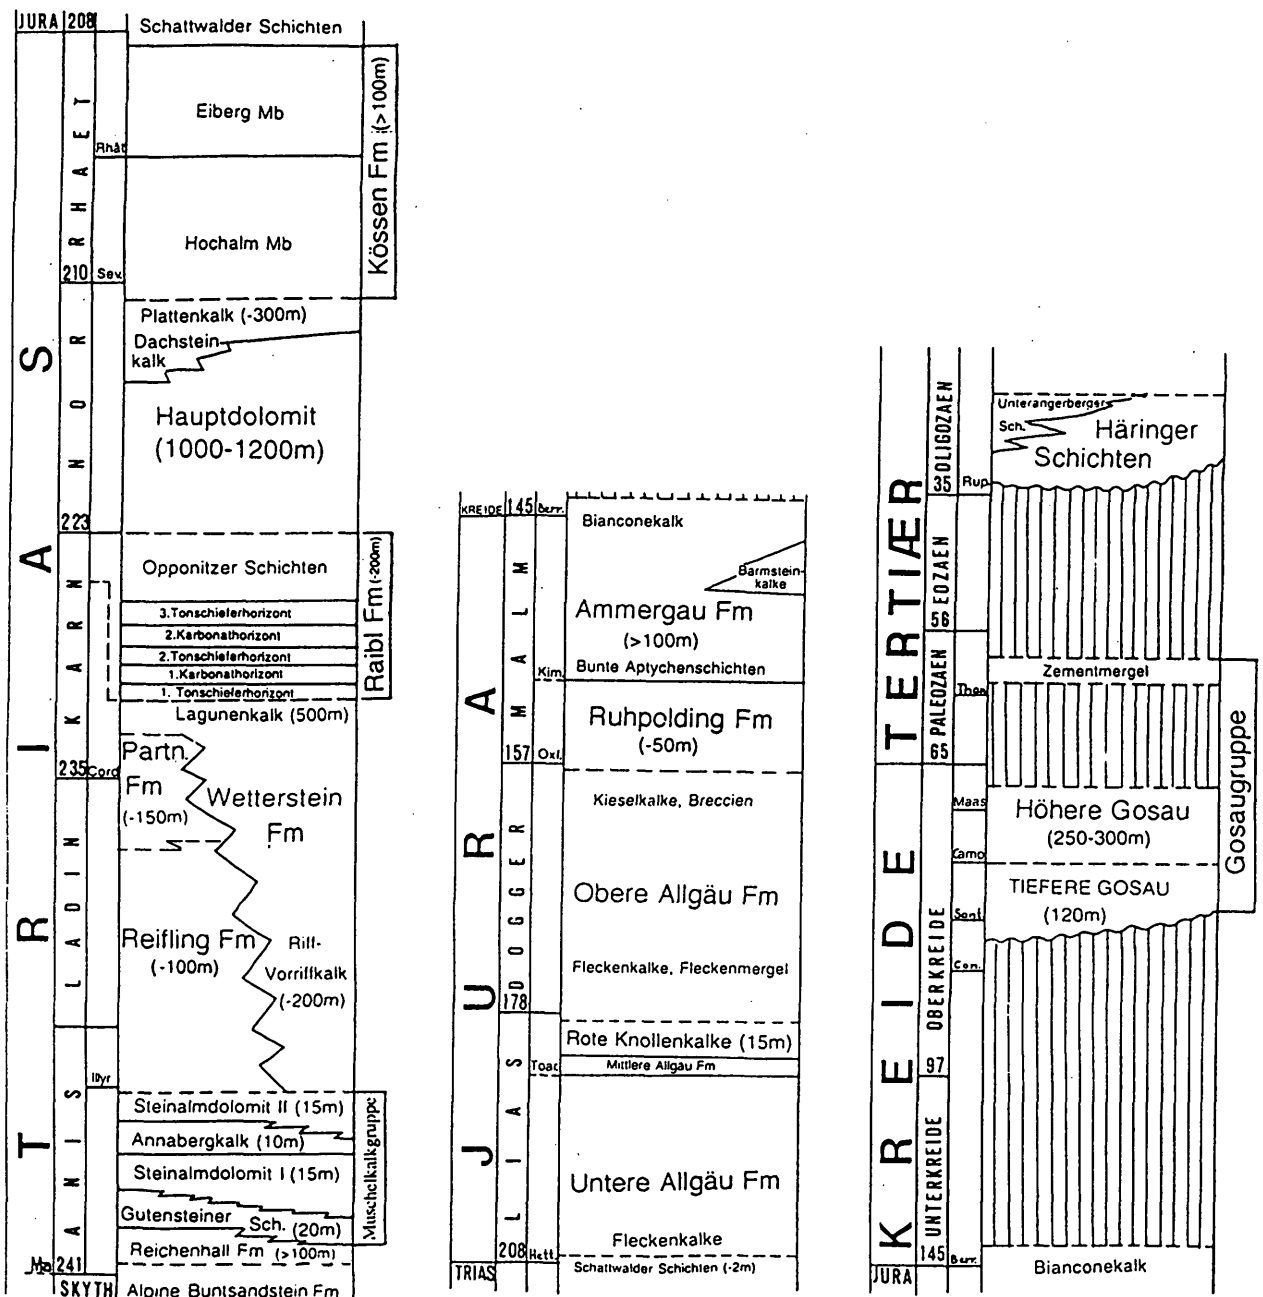 JURA 208 Schattwalder Schichten
TRIAS
RHAET
Eiberg Mb
Rhät
Hochalm Mb
210 Sev.
Kössen Fm (>100m)
NOR
Plattenkalk (-300m)
Dachstein-
kalk
Hauptdolomit
(1000-1200m)
223
KARN
Opponitzer Schichten
3.Tonschieferhorizont
2.Karbonathorizont
2.Tonschieferhorizont
1.Karbonathorizont
1. Tonschieferhorizont
Raibl Fm (-200m)
Lagunenkalk (500m)
Partn.
Fm
(-150m)
235 Cord
Wetterstein
Fm
LADIN
Reifling Fm
(-100m)
Riff-
Vorriffkalk
(-200m)
ANIS
Illyr
Steinalmdolomit II (15m)
Annabergkalk (10m)
Steinalmdolomit I (15m)
Gutensteiner Sch. (20m)
Reichenhall Fm (>100m)
Muschelkalkgruppe
Ma 241
SKYTH Alpine Buntsandstein Fm
KREIDE 145 Berr.
JURA
MALM
Bianconekalk
Barmstein-
kalke
Ammergau Fm
(>100m)
Bunte Aptychenschichten
Kim.
Ruhpolding Fm
(-50m)
157 Oxf.
DOGGER
Kieselkalke, Breccien
Obere Allgäu Fm
Fleckenkalke, Fleckenmergel
178
LIAS
Rote Knollenkalke (15m)
Toac
Mittlere Allgäu Fm
Untere Allgäu Fm
Fleckenkalke
208 Hett.
TRIAS Schattwalder Schichten (-2m)
TERTIÆR
OLIGOZAEN
Unterangerberger
Sch.
Häringer
Schichten
35 Rup
EOZAEN
56
PALEOZAEN
Zementmergel
Than
65
KREIDE
OBERKREIDE
Maas
Höhere Gosau
(250-300m)
Camp
TIEFERE GOSAU
(120m)
Sant.
Con.
Gosaugruppe
97
UNTERKREIDE
145 Berr.
JURA
Bianconekalk